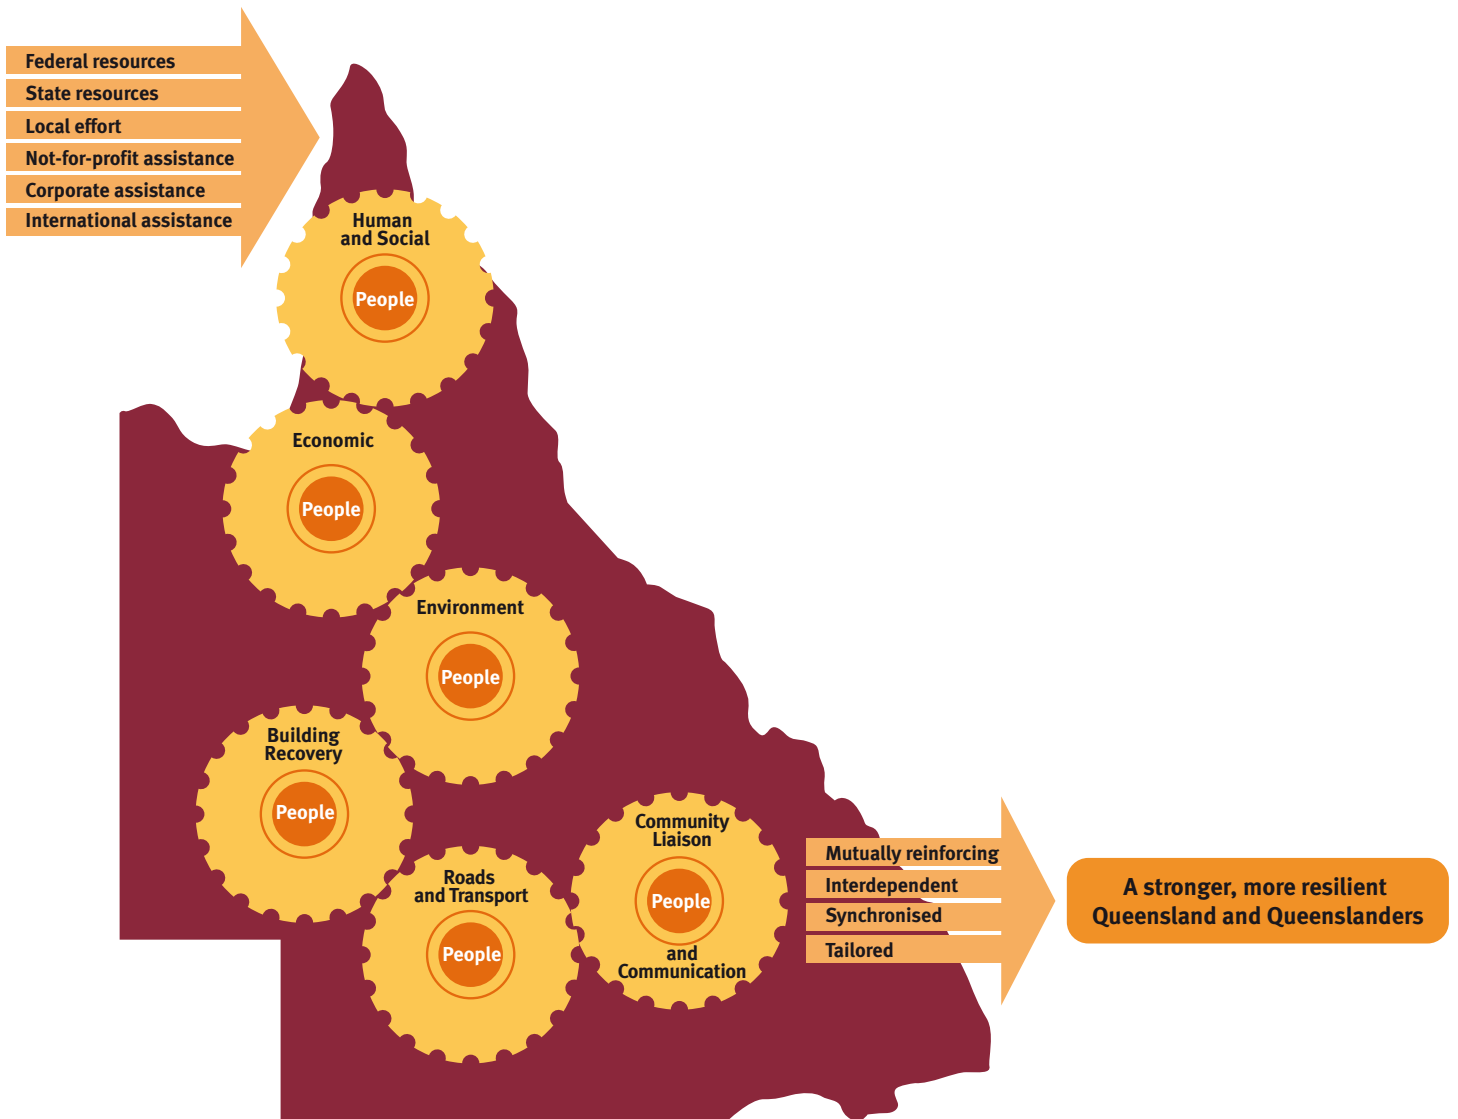 Federal resources
State resources
Local effort
Not-for-profit assistance
Corporate assistance
International assistance
Human
and Social
People
Economic
People
Environment
People
Building
Recovery
People
Roads
and Transport
People
Community
Liaison
People
and
Communication
Mutually reinforcing
Interdependent
Synchronised
Tailored
A stronger, more resilient
Queensland and Queenslanders